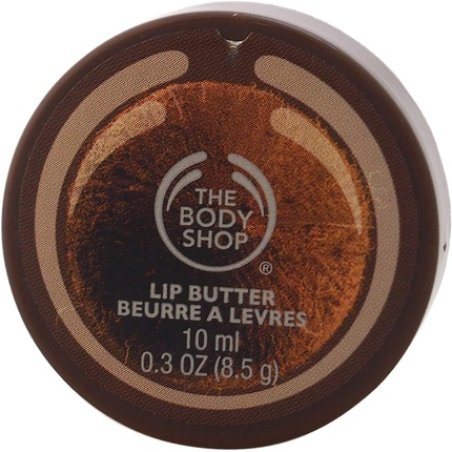 THE
BODY
SHOP
®
LIP BUTTER
BEURRE A LEVRES
10 ml
0.3 OZ (8.5 g)